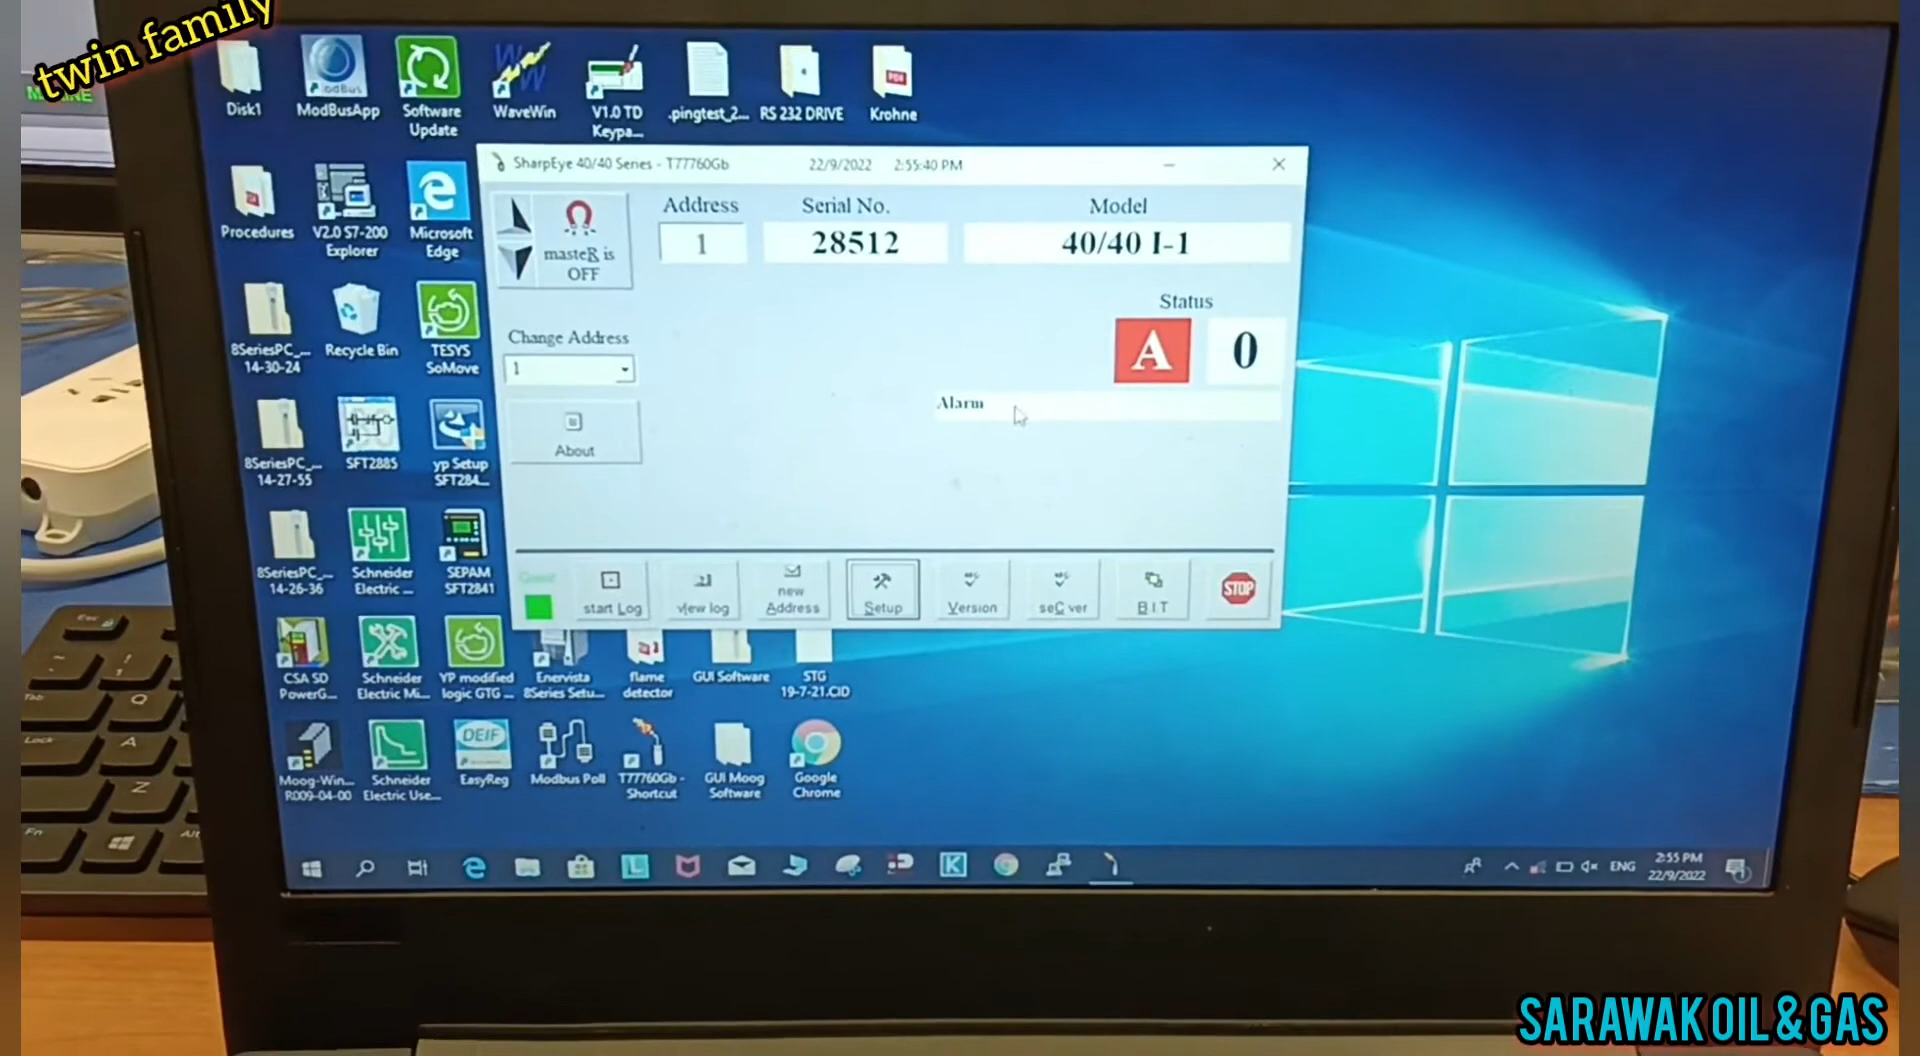 twin family
Disk1
ModBusApp
Software
Update
WaveWin
V1.0 TD
Keypa...
.pingtest_2...
RS 232 DRIVE
Krohne
Procedures
V2.0 S7-200
Explorer
Microsoft
Edge
8SeriesPC_...
14-30-24
Recycle Bin
TESYS
SoMove
8SeriesPC_...
14-27-55
SFT2885
yp Setup
SFT284...
8SeriesPC_...
14-26-36
Schneider
Electric ...
SEPAM
SFT2841
CSA SD
PowerG...
Schneider
Electric Mi...
YP modified
logic GTG ...
Enervista
8Series Setu...
flame
detector
GUI Software
STG
19-7-21.CID
Moog-Win...
R009-04-00
Schneider
Electric Use...
DEIF
EasyReg
Modbus Poll
T77760Gb -
Shortcut
GUI Moog
Software
Google
Chrome
SharpEye 40/40 Series - T77760Gb 22/9/2022 2:55:40 PM
masteR is
OFF
Address
1
Serial No.
28512
Model
40/40 I-1
Status
A 0
Alarm
Change Address
1
About
start Log
view log
new
Address
Setup
Version
seC ver
B.I.T
STOP
ENG
2:55 PM
22/9/2022
Esc
Tab
Q
Lock
A
Z
Fn
Alt
SARAWAK OIL & GAS